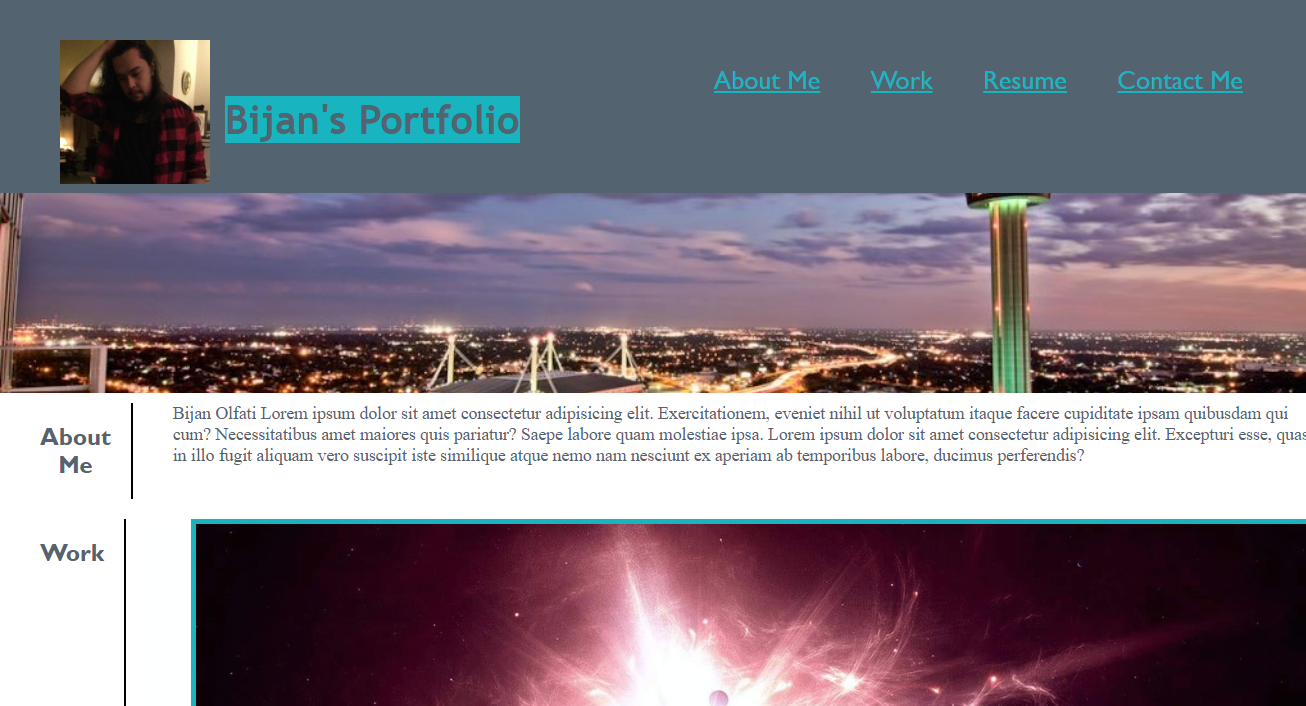 Bijan's Portfolio
About Me
Work
Resume
Contact Me
About
Me
Bijan Olfati Lorem ipsum dolor sit amet consectetur adipisicing elit. Exercitationem, eveniet nihil ut voluptatum itaque facere cupiditate ipsam quibusdam qui
cum? Necessitatibus amet maiores quis pariatur? Saepe labore quam molestiae ipsa. Lorem ipsum dolor sit amet consectetur adipisicing elit. Excepturi esse, quas
in illo fugit aliquam vero suscipit iste similique atque nemo nam nesciunt ex aperiam ab temporibus labore, ducimus perferendis?
Work